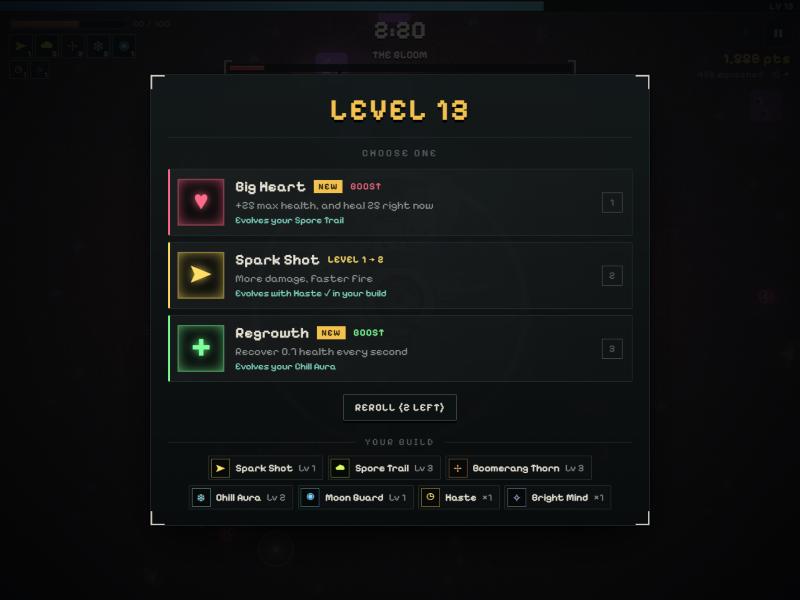 LV 13
8:20
THE BLOOM
LEVEL 13
CHOOSE ONE
Big Heart NEW BOOST
+25 max health, and heal 25 right now
Evolves your Spore Trail
1
Spark Shot LEVEL 1 → 2
More damage, Faster Fire
Evolves with Haste ✓ in your build
2
Regrowth NEW BOOST
Recover 0.7 health every second
Evolves your Chill Aura
3
REROLL (2 LEFT)
YOUR BUILD
Spark Shot Lv 1
Spore Trail Lv 3
Boomerang Thorn Lv 3
Chill Aura Lv 2
Moon Guard Lv 1
Haste ×1
Bright Mind ×1